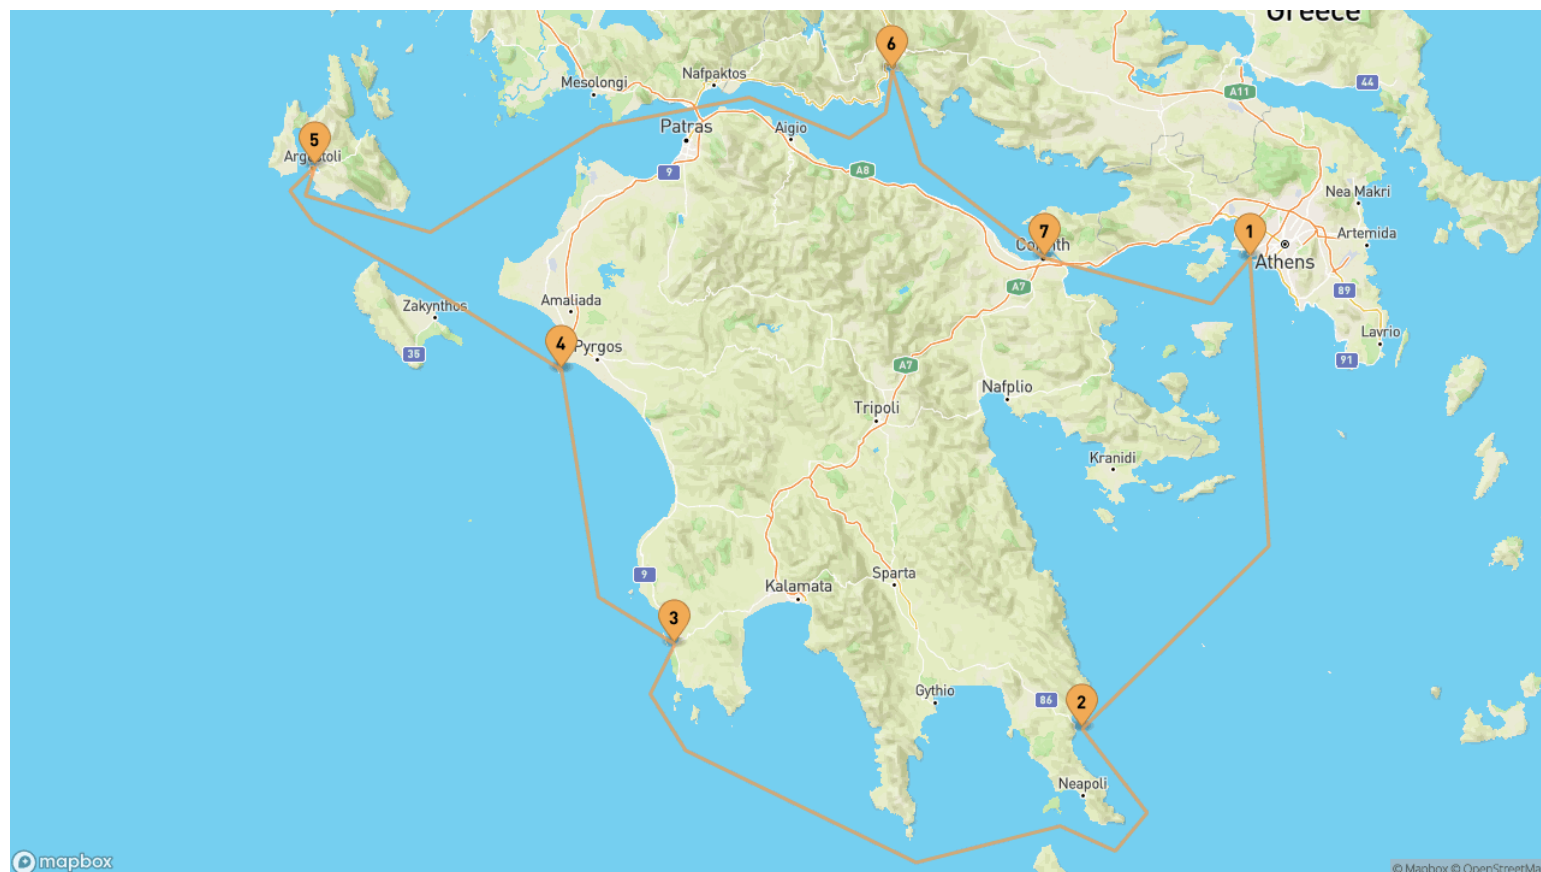 Greece
6
Nafpaktos
Mesolongi
44
A11
Patras
Aigio
5
Argostoli
9
A8
Nea Makri
7
Corinth
1
Artemida
Athens
A7
89
Zakynthos
Amaliada
35
4
Pyrgos
Lavrio
91
A7
Nafplio
Tripoli
Kranidi
9
Kalamata
Sparta
3
Gythio
86
2
Neapoli
mapbox
© Mapbox © OpenStreetMa